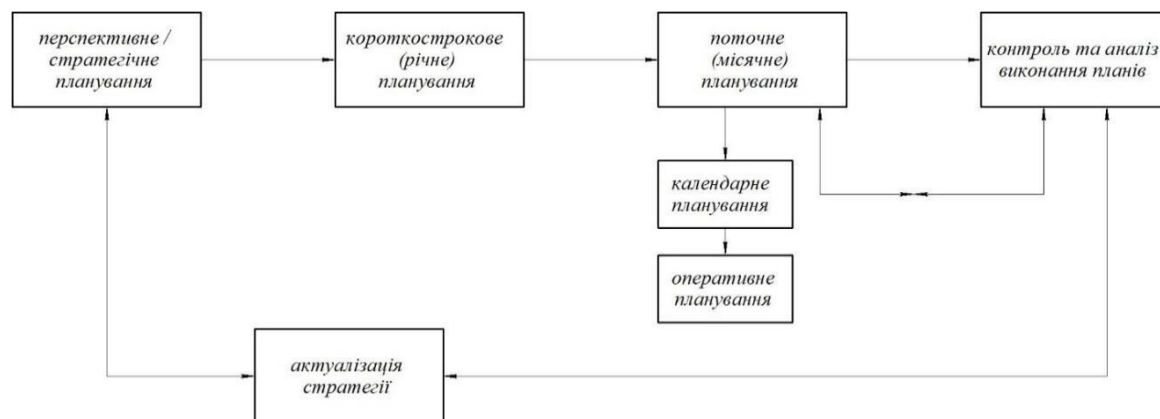 перспективне /
стратегічне
планування
короткострокове
(річне)
планування
поточне
(місячне)
планування
контроль та аналіз
виконання планів
календарне
планування
оперативне
планування
актуалізація
стратегії